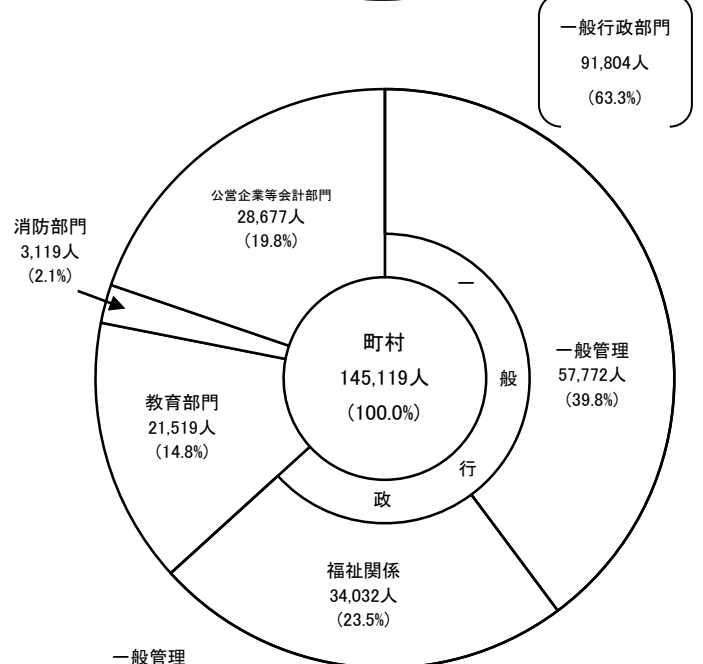 一般行政部門
91,804人
(63.3%)
公営企業等会計部門
28,677人
(19.8%)
消防部門
3,119人
(2.1%)
町村
145,119人
(100.0%)
一
般
行
政
一般管理
57,772人
(39.8%)
教育部門
21,519人
(14.8%)
福祉関係
34,032人
(23.5%)
一般管理